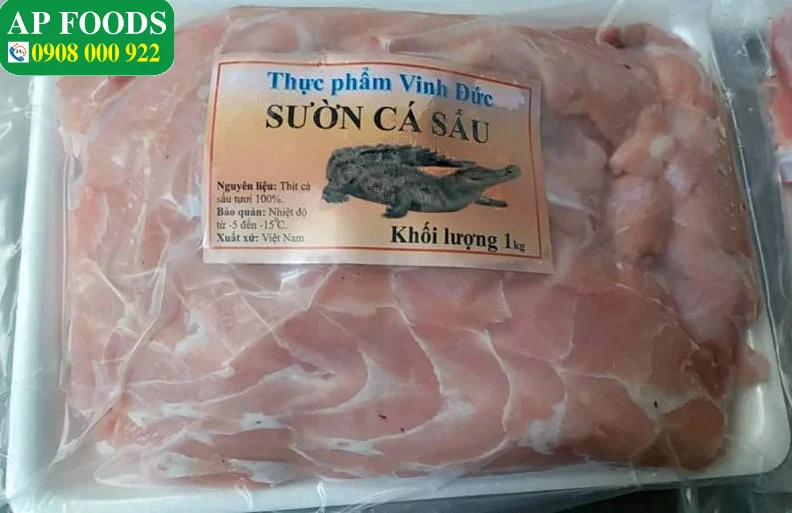 AP FOODS
24h 0908 000 922
Thực phẩm Vinh Đức
SƯỜN CÁ SẤU
Nguyên liệu: Thịt cá
sấu tươi 100%.
Bảo quản: Nhiệt độ
từ -5 đến -15°C.
Xuất xứ: Việt Nam
Khối lượng 1kg